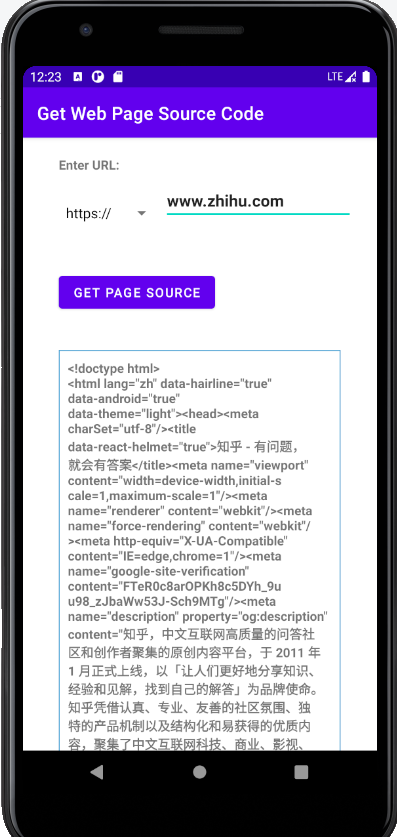 12:23
LTE
Get Web Page Source Code
Enter URL:
https://
www.zhihu.com
GET PAGE SOURCE
<!doctype html>
<html lang="zh" data-hairline="true"
data-android="true"
data-theme="light"><head><meta
charSet="utf-8"/><title
data-react-helmet="true">知乎 - 有问题，
就会有答案</title><meta name="viewport"
content="width=device-width,initial-s
cale=1,maximum-scale=1"/><meta
name="renderer" content="webkit"/><meta
name="force-rendering" content="webkit"/
><meta http-equiv="X-UA-Compatible"
content="IE=edge,chrome=1"/><meta
name="google-site-verification"
content="FTeR0c8arOPKh8c5DYh_9u
u98_zJbaWw53J-Sch9MTg"/><meta
name="description" property="og:description"
content="知乎，中文互联网高质量的问答社
区和创作者聚集的原创内容平台，于 2011 年
1 月正式上线，以「让人们更好地分享知识、
经验和见解，找到自己的解答」为品牌使命。
知乎凭借认真、专业、友善的社区氛围、独
特的产品机制以及结构化和易获得的优质内
容，聚集了中文互联网科技、商业、影视、